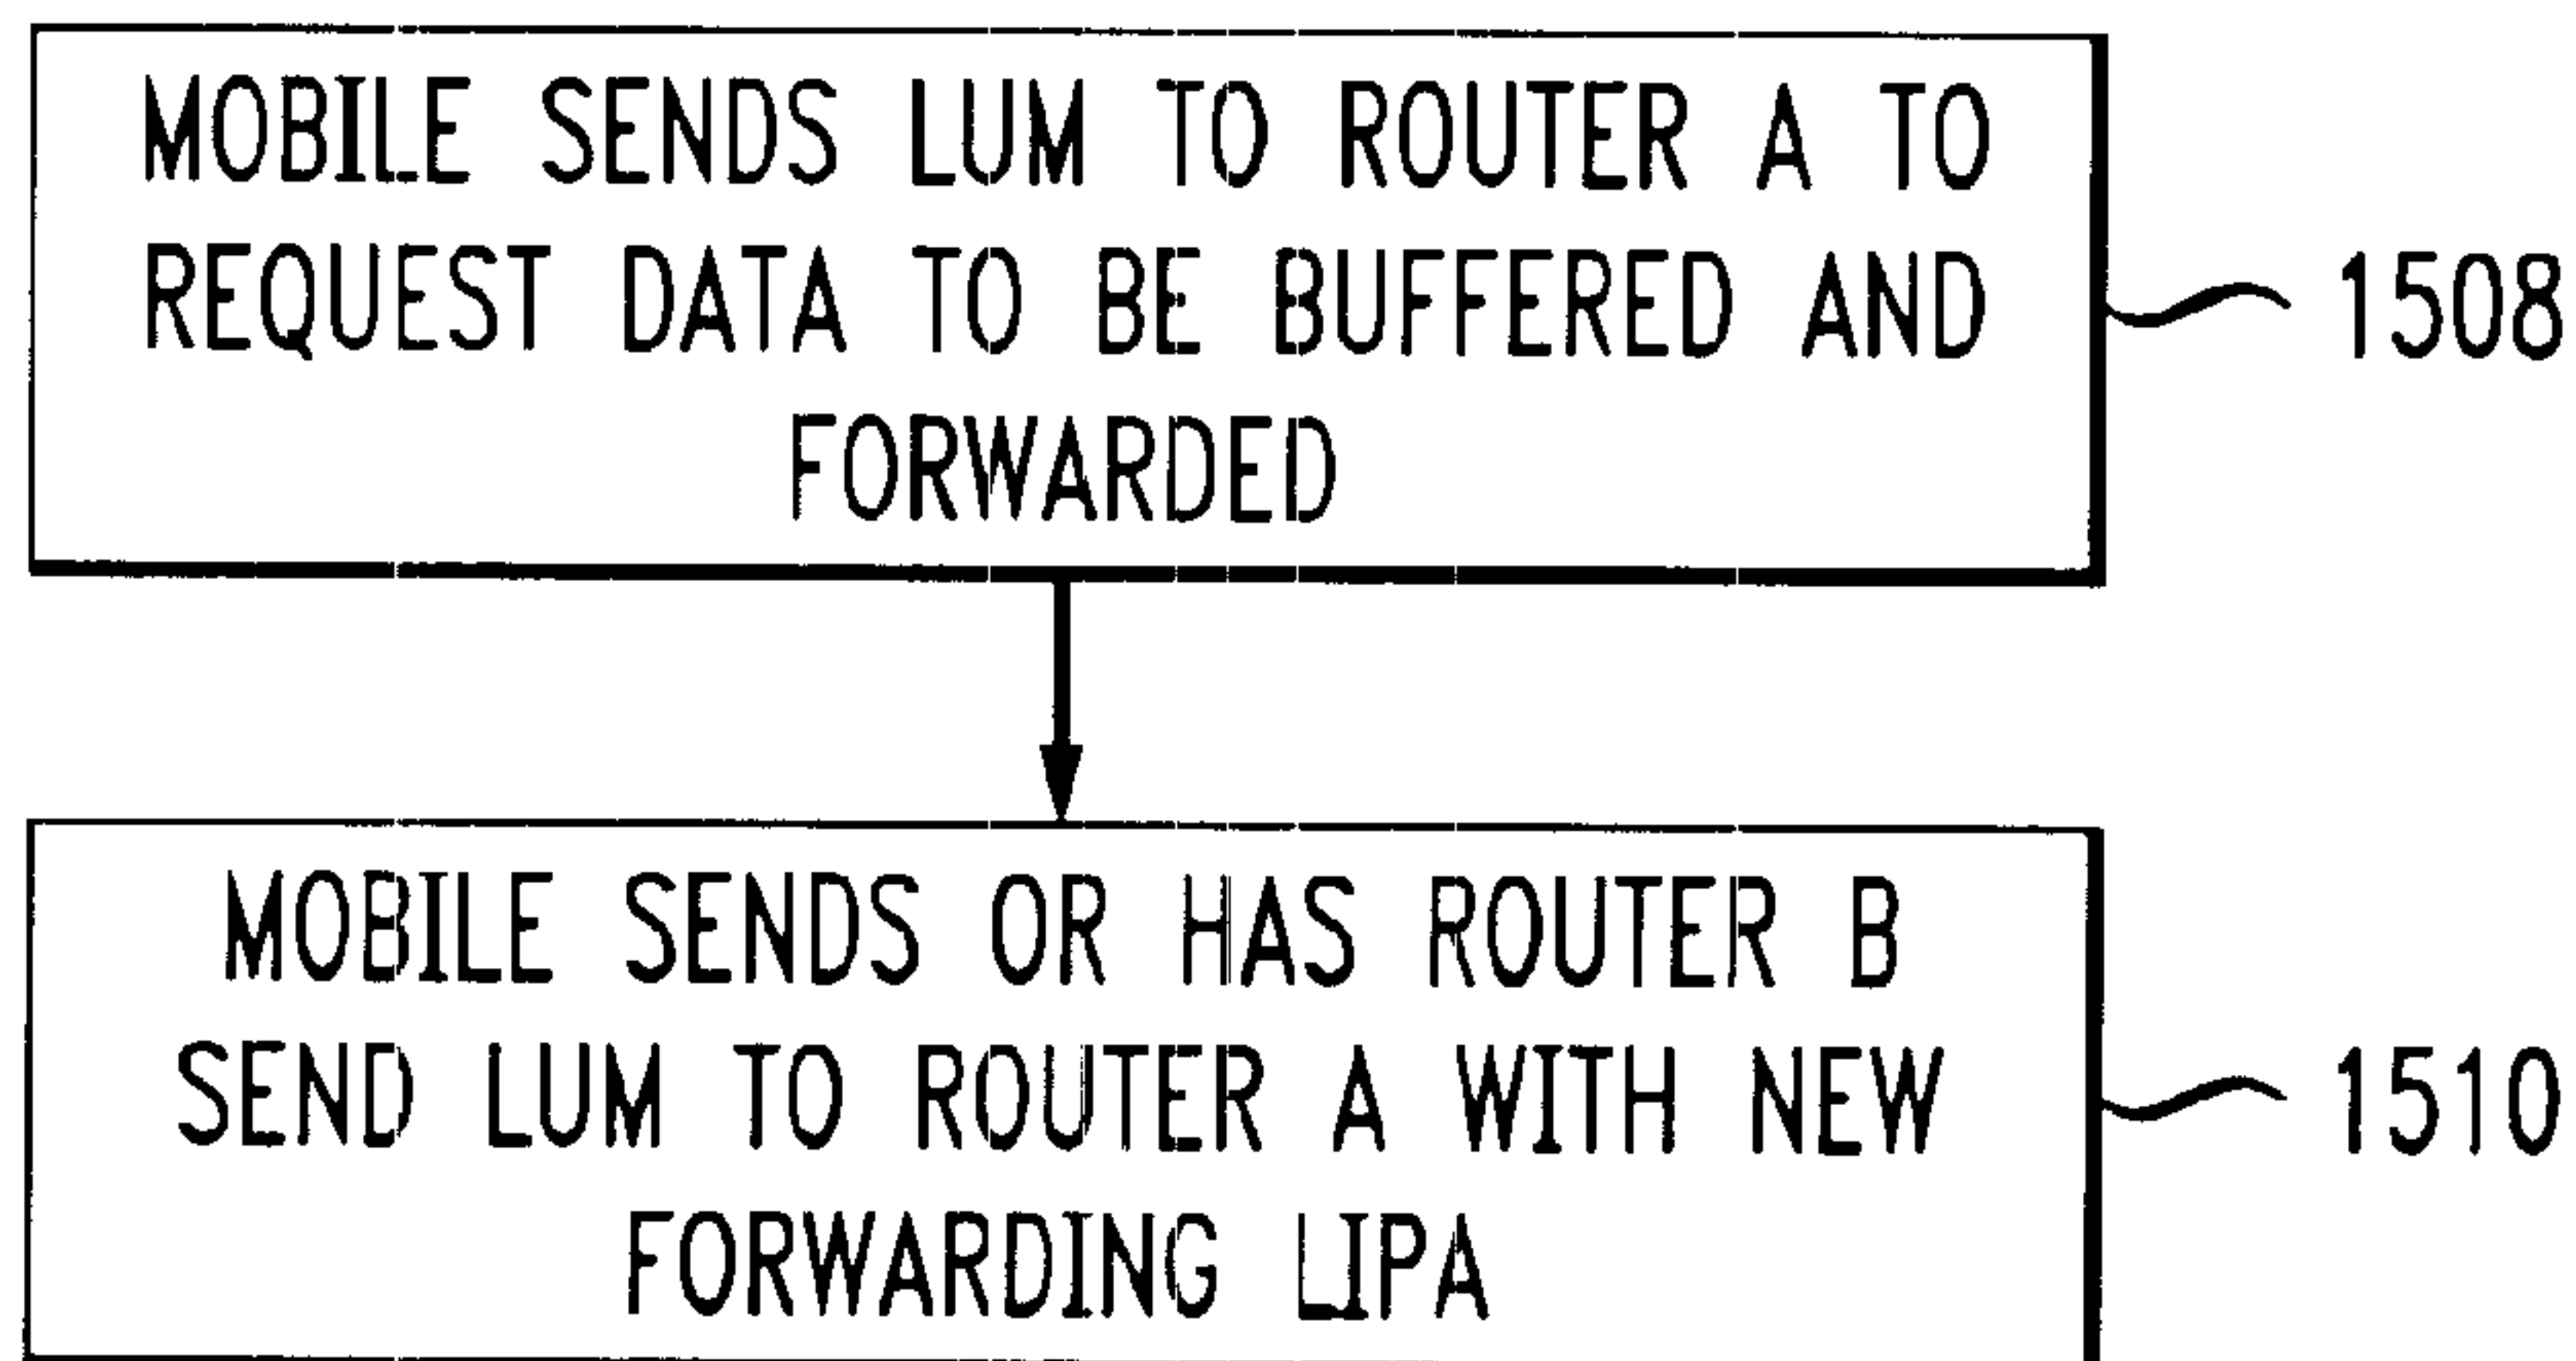 MOBILE SENDS LUM TO ROUTER A TO
REQUEST DATA TO BE BUFFERED AND
FORWARDED
1508
MOBILE SENDS OR HAS ROUTER B
SEND LUM TO ROUTER A WITH NEW
FORWARDING LIPA
1510